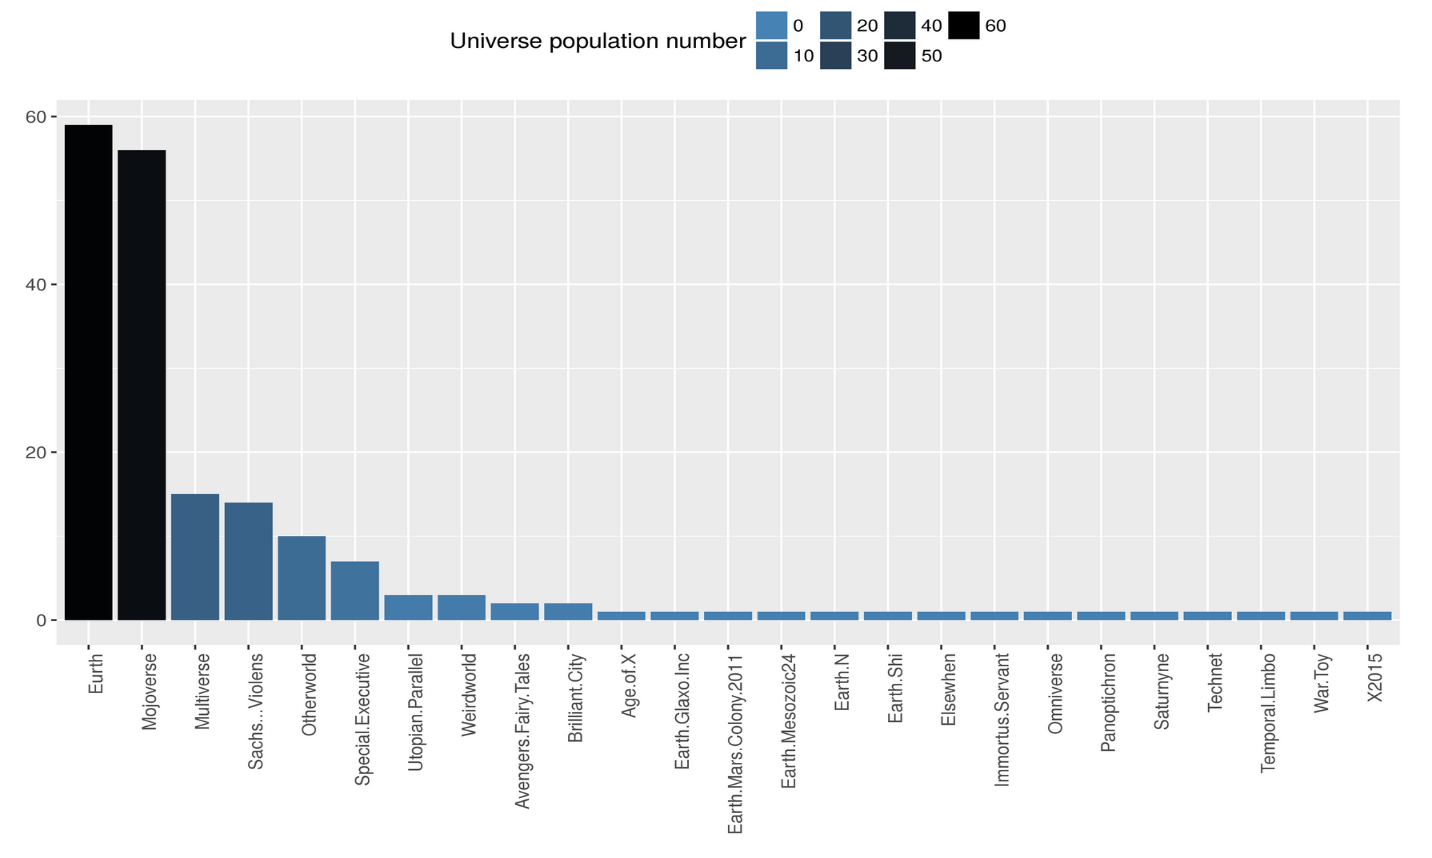 Universe population number
0 20 40 60
10 30 50
60
40
20
0
Eurth
Mojoverse
Multiverse
Sachs...Violens
Otherworld
Special.Executive
Utopian.Parallel
Weirdworld
Avengers.Fairy.Tales
Brilliant.City
Age.of.X
Earth.Glaxo.Inc
Earth.Mars.Colony.2011
Earth.Mesozoic24
Earth.N
Earth.Shi
Elsewhen
Immortus.Servant
Omniverse
Panoptichron
Saturnyne
Technet
Temporal.Limbo
War.Toy
X2015